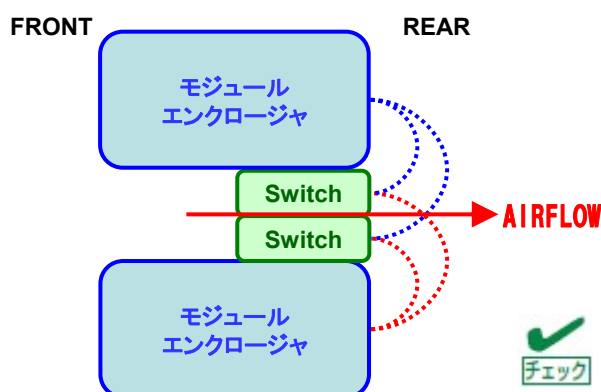 FRONT
REAR
モジュール
エンクロージャ
Switch
AIRFLOW
Switch
モジュール
エンクロージャ
チェック